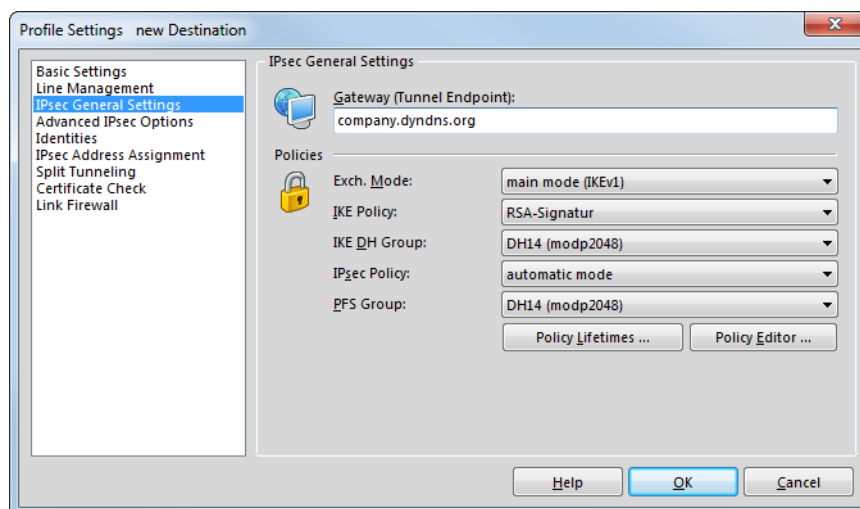 Profile Settings new Destination
Basic Settings
Line Management
IPsec General Settings
Advanced IPsec Options
Identities
IPsec Address Assignment
Split Tunneling
Certificate Check
Link Firewall
IPsec General Settings
Gateway (Tunnel Endpoint):
company.dyndns.org
Policies
Exch. Mode: main mode (IKEv1)
IKE Policy: RSA-Signatur
IKE DH Group: DH14 (modp2048)
IPsec Policy: automatic mode
PFS Group: DH14 (modp2048)
Policy Lifetimes ... Policy Editor ...
Help OK Cancel